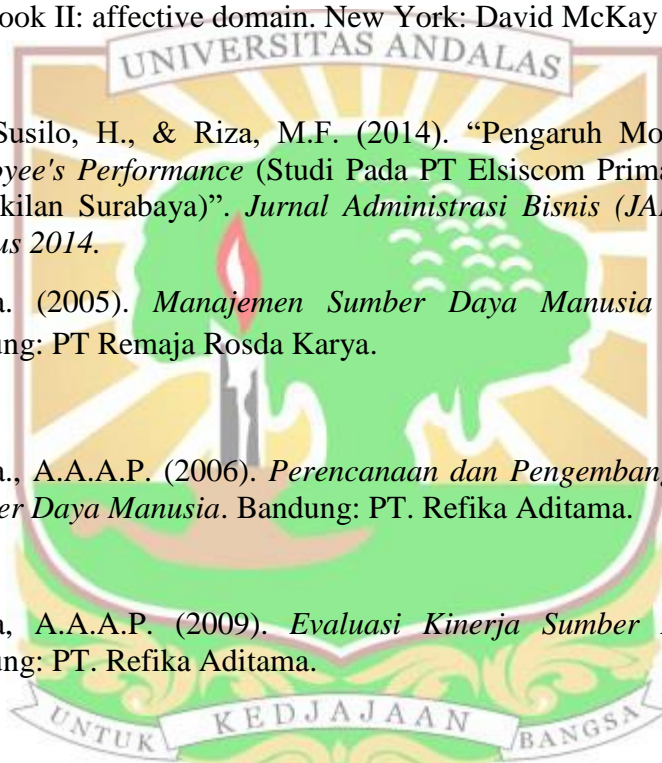 ook II: affective domain. New York: David McKay
UNIVERSITAS ANDALAS
Susilo, H., & Riza, M.F. (2014). “Pengaruh Mo
yee's Performance (Studi Pada PT Elsiscom Prima
kilan Surabaya)”. Jurnal Administrasi Bisnis (JA
us 2014.
a. (2005). Manajemen Sumber Daya Manusia
ung: PT Remaja Rosda Karya.
a., A.A.A.P. (2006). Perencanaan dan Pengembang
er Daya Manusia. Bandung: PT. Refika Aditama.
a, A.A.A.P. (2009). Evaluasi Kinerja Sumber
ung: PT. Refika Aditama.
UNTUK KEDJAJAAN BANGSA